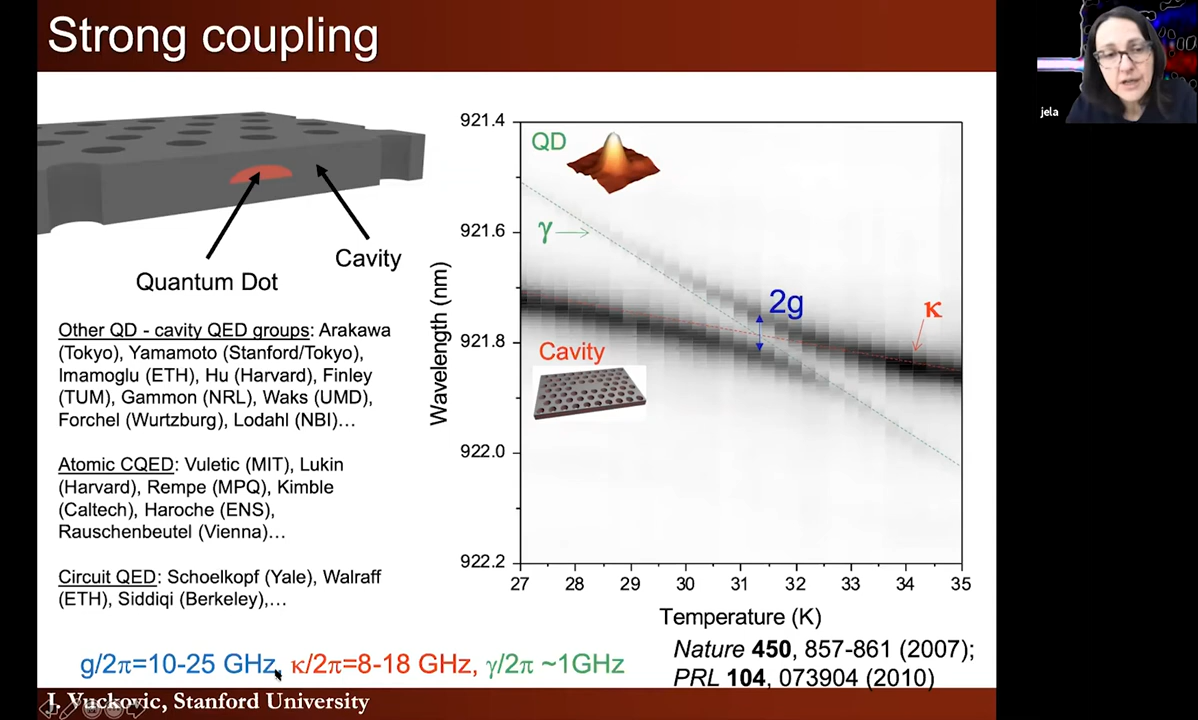 Strong coupling
jela
Quantum Dot
Cavity
Other QD - cavity QED groups: Arakawa
(Tokyo), Yamamoto (Stanford/Tokyo),
Imamoglu (ETH), Hu (Harvard), Finley
(TUM), Gammon (NRL), Waks (UMD),
Forchel (Wurtzburg), Lodahl (NBI)…
Atomic CQED: Vuletic (MIT), Lukin
(Harvard), Rempe (MPQ), Kimble
(Caltech), Haroche (ENS),
Rauschenbeutel (Vienna)…
Circuit QED: Schoelkopf (Yale), Walraff
(ETH), Siddiqi (Berkeley),…
Wavelength (nm)
921.4
921.6
921.8
922.0
922.2
QD
γ
2g
κ
Cavity
27 28 29 30 31 32 33 34 35
Temperature (K)
g/2π=10-25 GHz, κ/2π=8-18 GHz, γ/2π ~1GHz
Nature 450, 857-861 (2007);
PRL 104, 073904 (2010)
J. Vuckovic, Stanford University